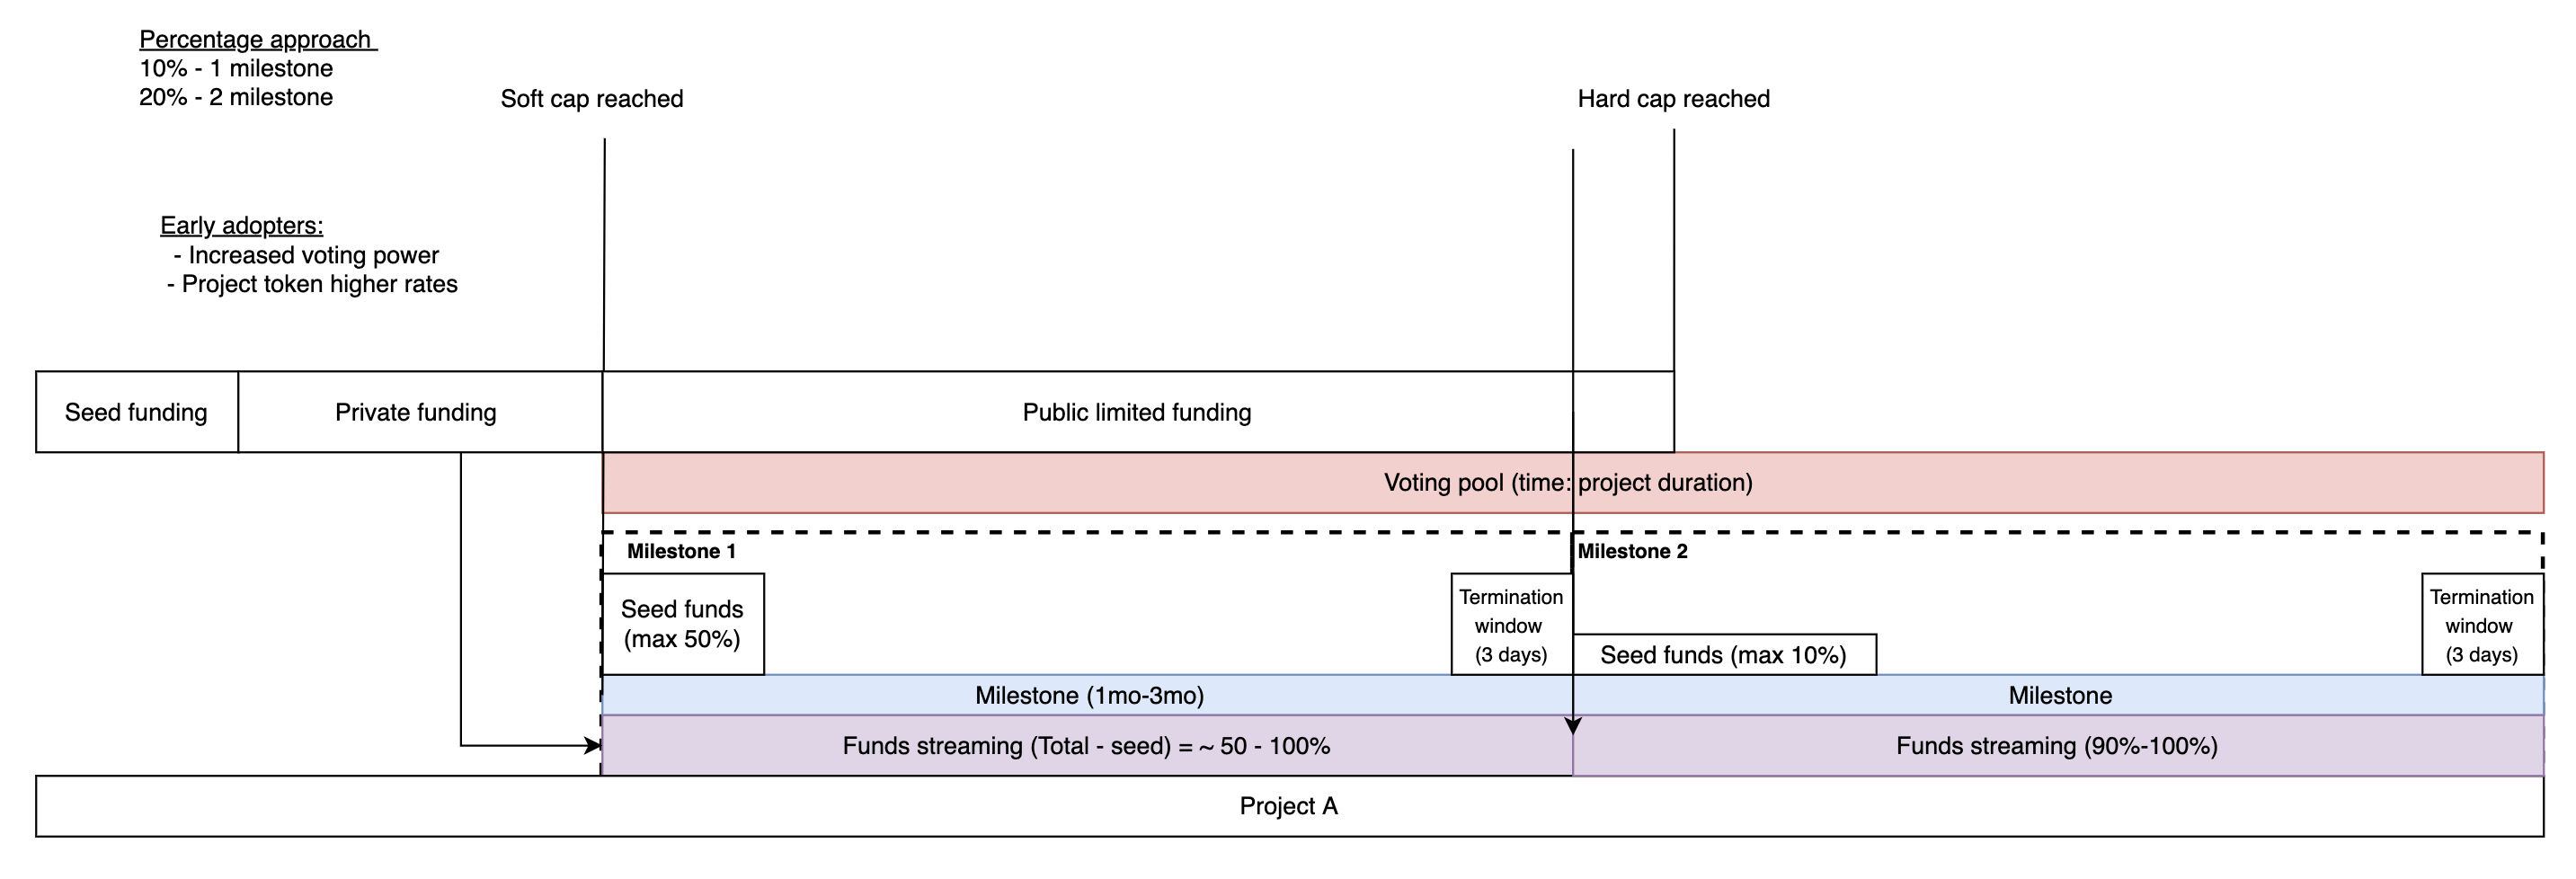 Percentage approach
10% - 1 milestone
20% - 2 milestone
Soft cap reached
Hard cap reached
Early adopters:
- Increased voting power
- Project token higher rates
Seed funding
Private funding
Public limited funding
Voting pool (time: project duration)
Milestone 1
Milestone 2
Seed funds
(max 50%)
Termination
window
(3 days)
Seed funds (max 10%)
Termination
window
(3 days)
Milestone (1mo-3mo)
Milestone
Funds streaming (Total - seed) = ~ 50 - 100%
Funds streaming (90%-100%)
Project A